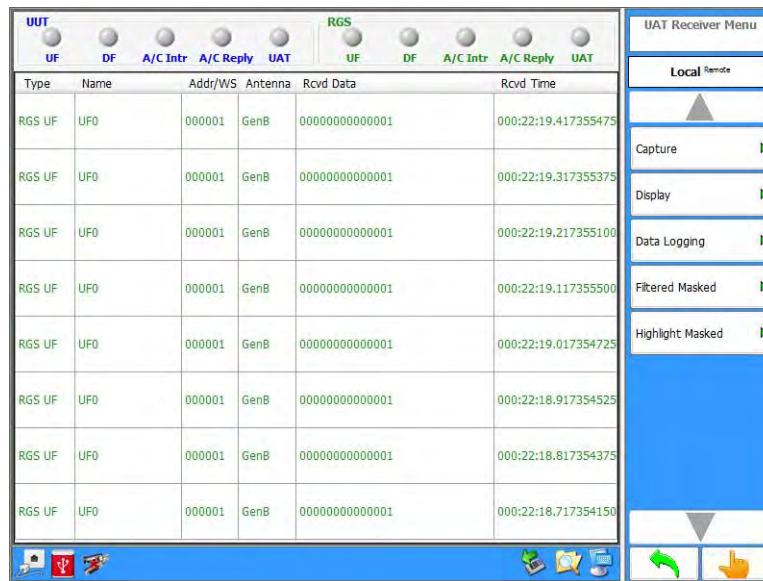 UUT
RGS
UF DF A/C Intr A/C Reply UAT
UF DF A/C Intr A/C Reply UAT
Type Name Addr/WS Antenna Rcvd Data Rcvd Time
RGS UF UF0 000001 GenB 00000000000001 000:22:19.417355475
RGS UF UF0 000001 GenB 00000000000001 000:22:19.317355375
RGS UF UF0 000001 GenB 00000000000001 000:22:19.217355100
RGS UF UF0 000001 GenB 00000000000001 000:22:19.117355500
RGS UF UF0 000001 GenB 00000000000001 000:22:19.017354725
RGS UF UF0 000001 GenB 00000000000001 000:22:18.917354525
RGS UF UF0 000001 GenB 00000000000001 000:22:18.817354375
RGS UF UF0 000001 GenB 00000000000001 000:22:18.717354150
UAT Receiver Menu
Local Remote
Capture
Display
Data Logging
Filtered Masked
Highlight Masked